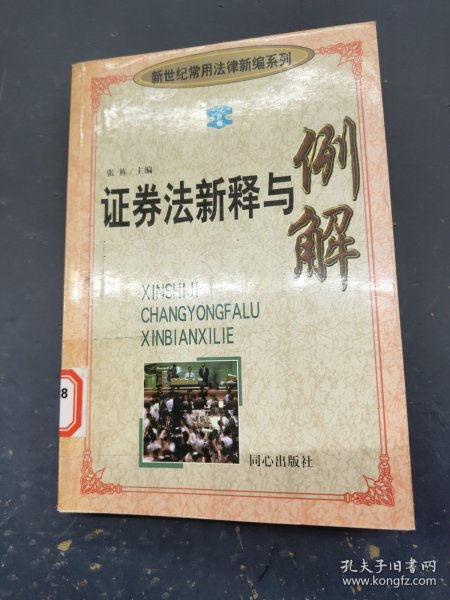 新世纪常用法律新编系列
张栋/主编
证券法新释与例解
XINSHIJI
CHANGYONGFALU
XINBIANXILIE
8
同心出版社
孔夫子旧书网
www.kongfz.com